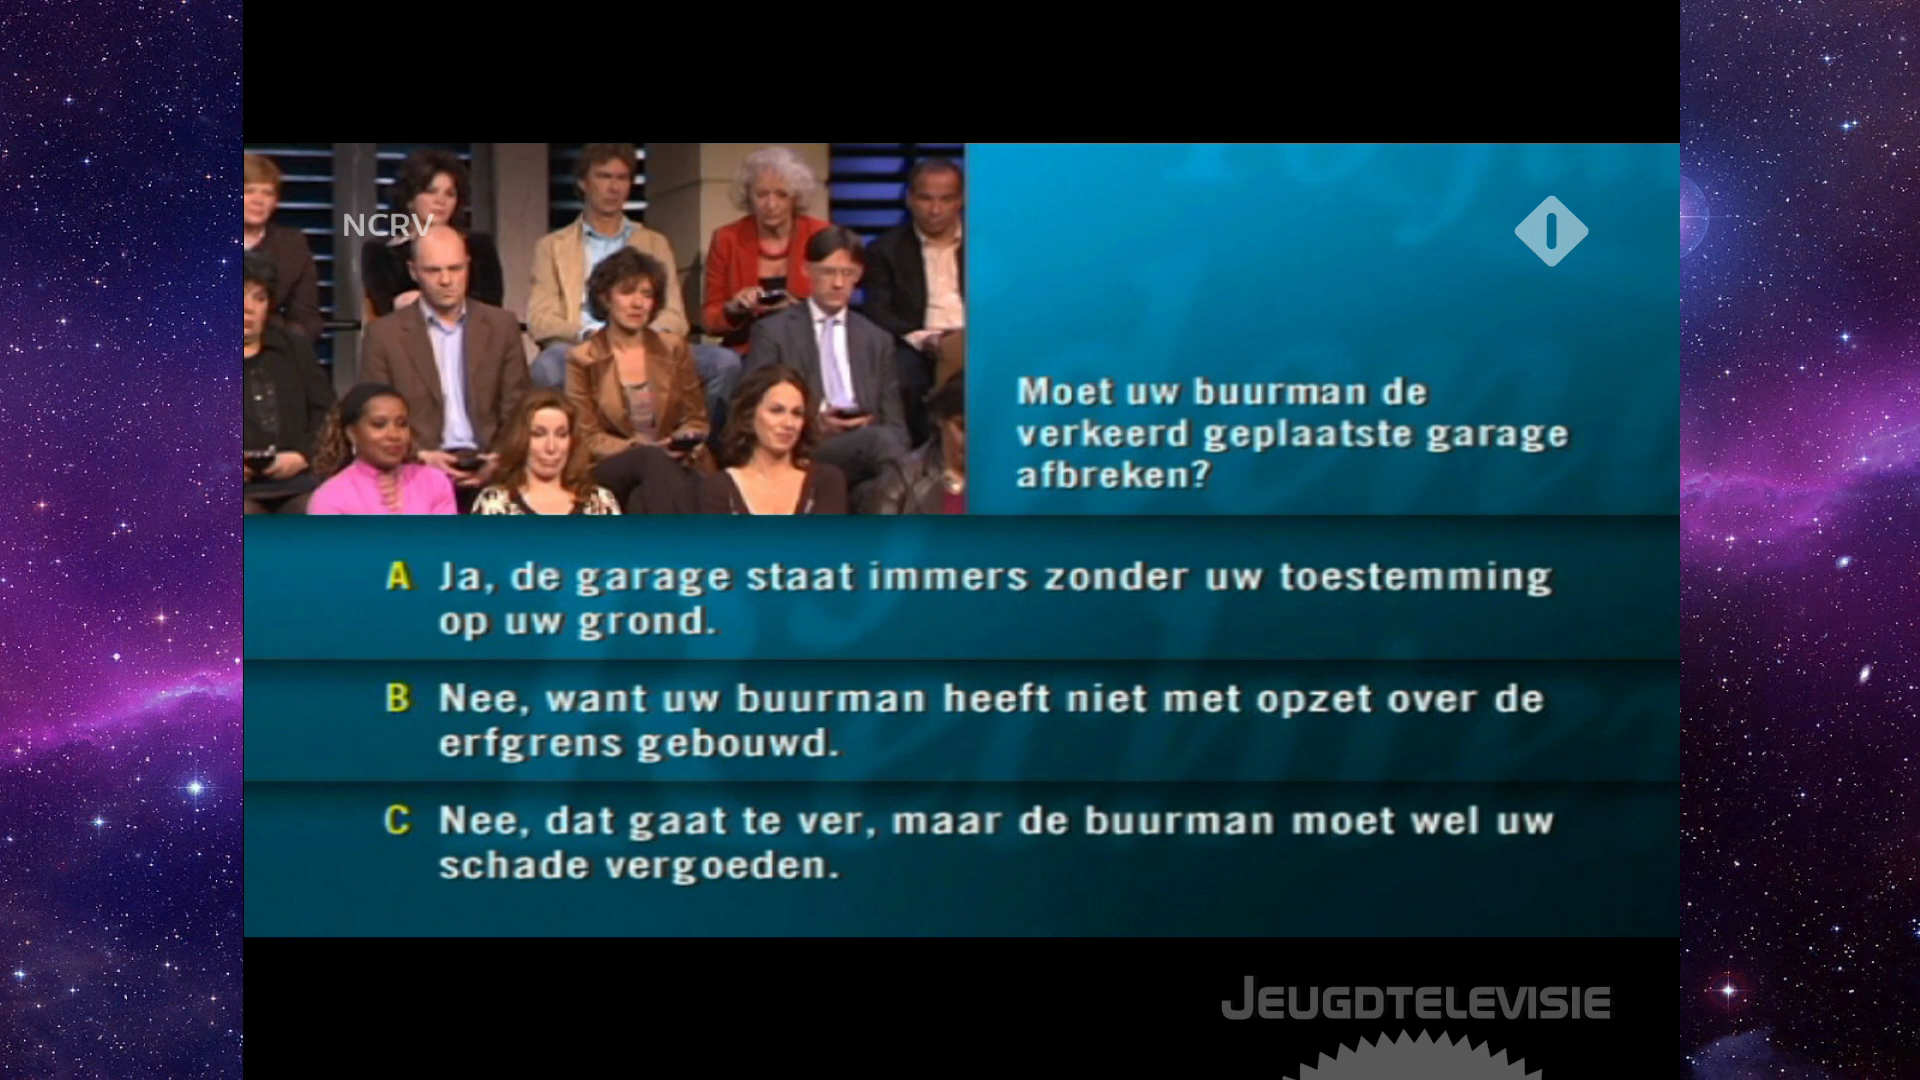 NCRV
Moet uw buurman de
verkeerd geplaatste garage
afbreken?
A Ja, de garage staat immers zonder uw toestemming
op uw grond.
B Nee, want uw buurman heeft niet met opzet over de
erfgrens gebouwd.
C Nee, dat gaat te ver, maar de buurman moet wel uw
schade vergoeden.
JEUGDTELEVISIE